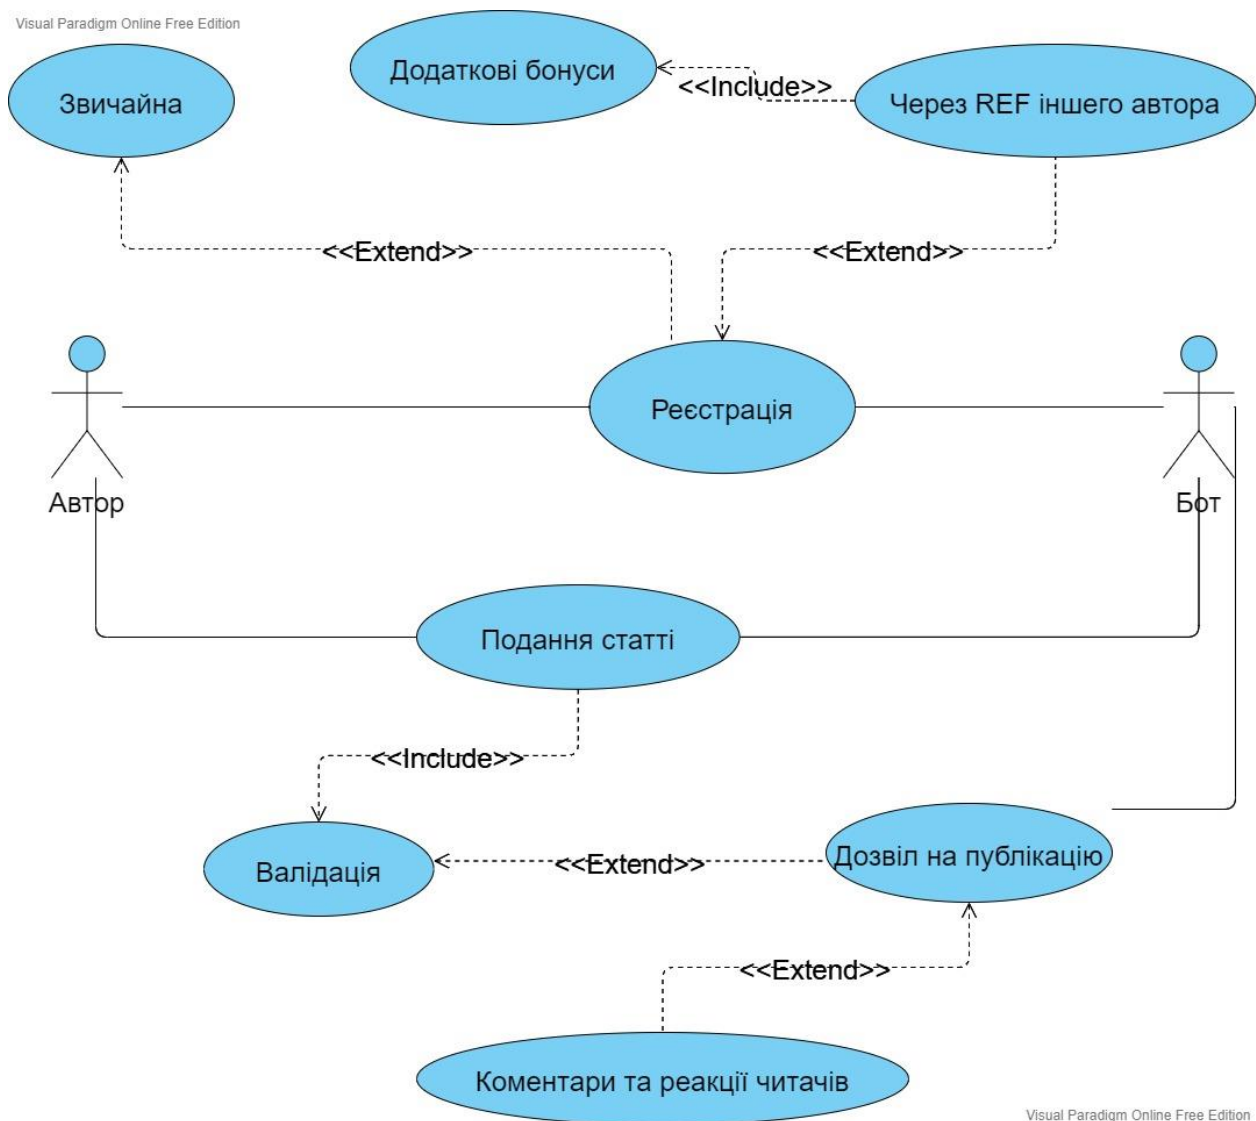 Visual Paradigm Online Free Edition
Додаткові бонуси
<<Include>>
Через REF іншего автора
Звичайна
<<Extend>>
<<Extend>>
Реєстрація
Автор
Бот
Подання статті
<<Include>>
Валідація
<<Extend>>
Дозвіл на публікацію
<<Extend>>
Коментари та реакції читачів
Visual Paradigm Online Free Edition